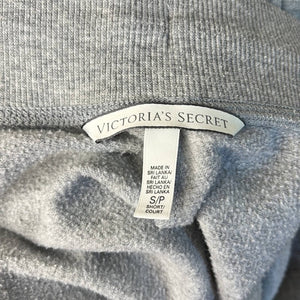 VICTORIA'S SECRET
MADE IN
SRI LANKA/
FAIT AU
SRI LANKA/
HECHO EN
SRI LANKA
S/P
SHORT/
COURT